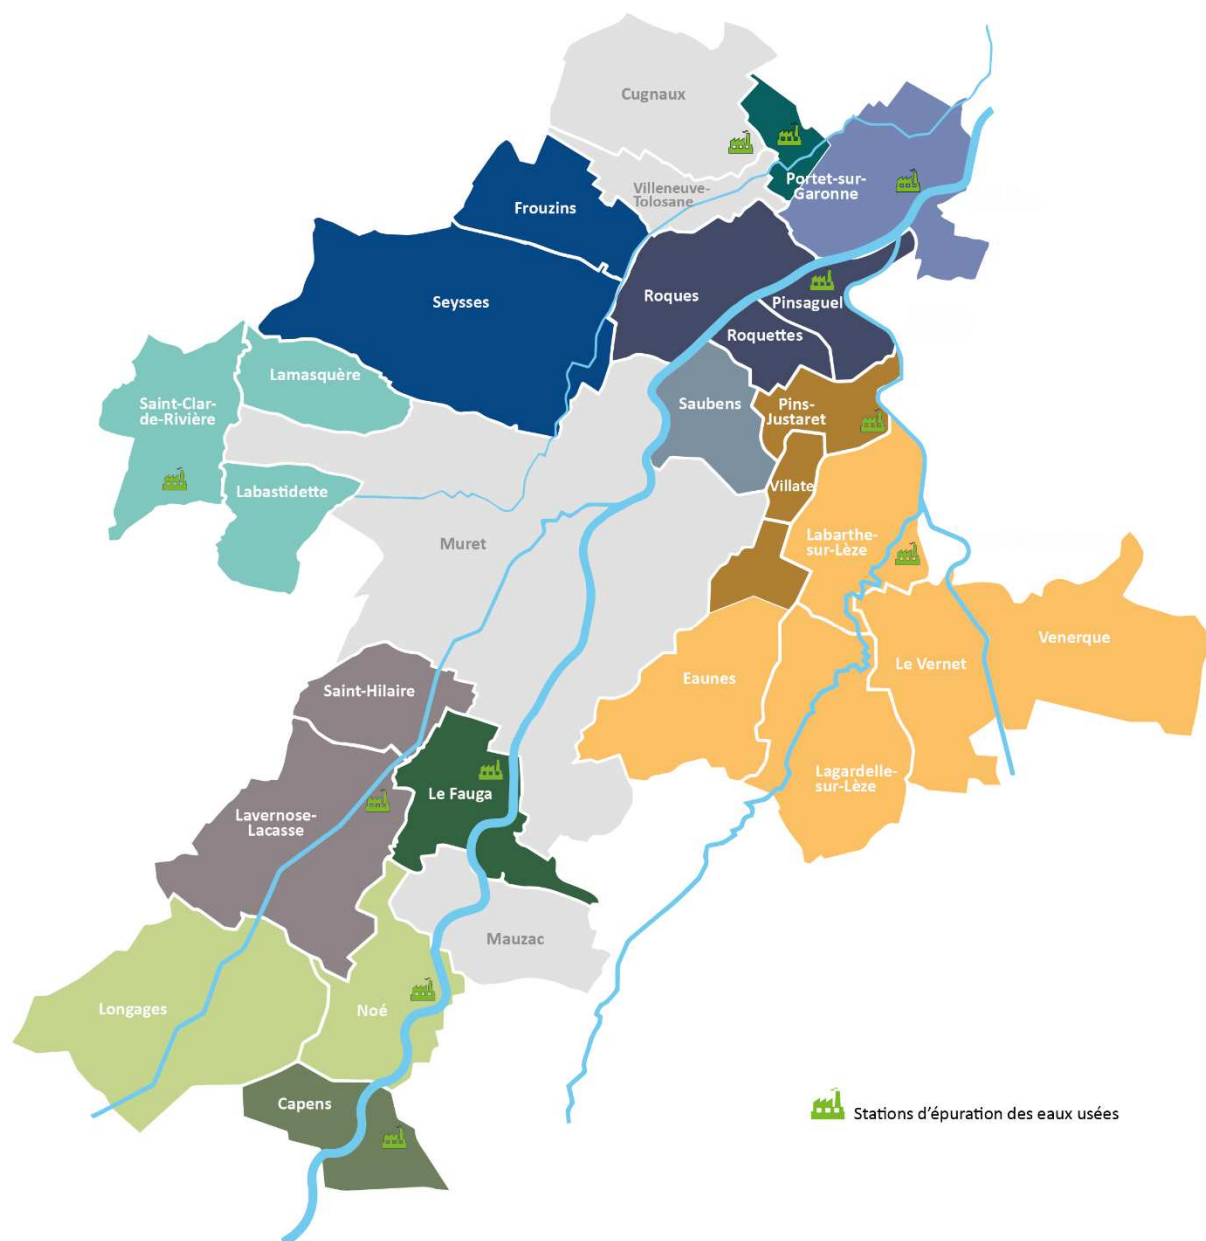 Cugnaux
Villeneuve-
Tolosane
Portet-sur-
Garonne
Frouzins
Seysses
Roques
Pinsaguel
Roquettes
Lamasquère
Saint-Clar-
de-Rivière
Saubens
Pins-
Justaret
Labastidette
Villate
Muret
Labarthe-
sur-Lèze
Venerque
Le Vernet
Eaunes
Saint-Hilaire
Lagardelle-
sur-Lèze
Le Fauga
Lavernose-
Lacasse
Mauzac
Longages
Noé
Capens
Stations d’épuration des eaux usées